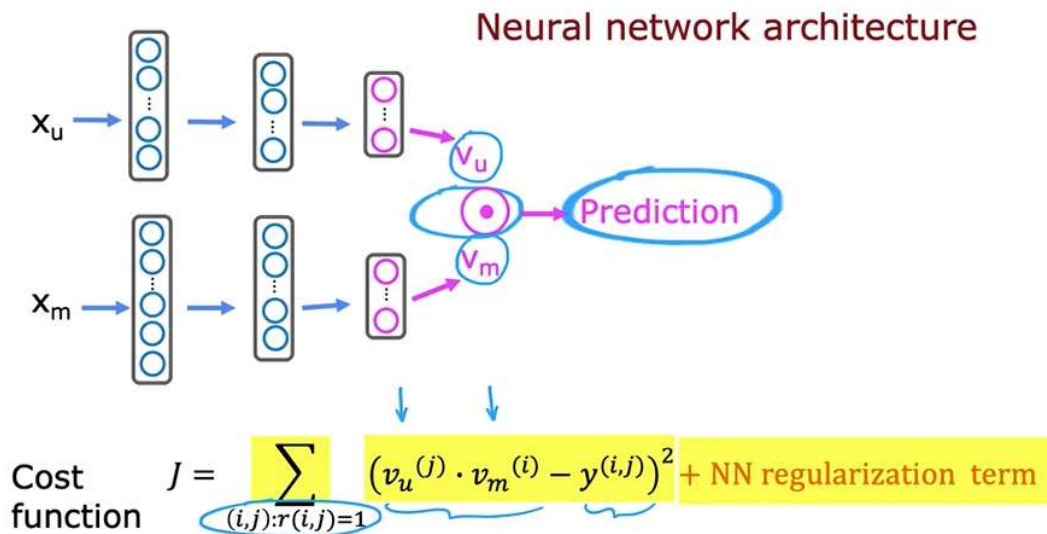 Neural network architecture
x_u
v_u
Prediction
v_m
x_m
Cost function
J = ∑_{(i,j):r(i,j)=1} (v_u^{(j)} · v_m^{(i)} − y^{(i,j)})^2 + NN regularization term